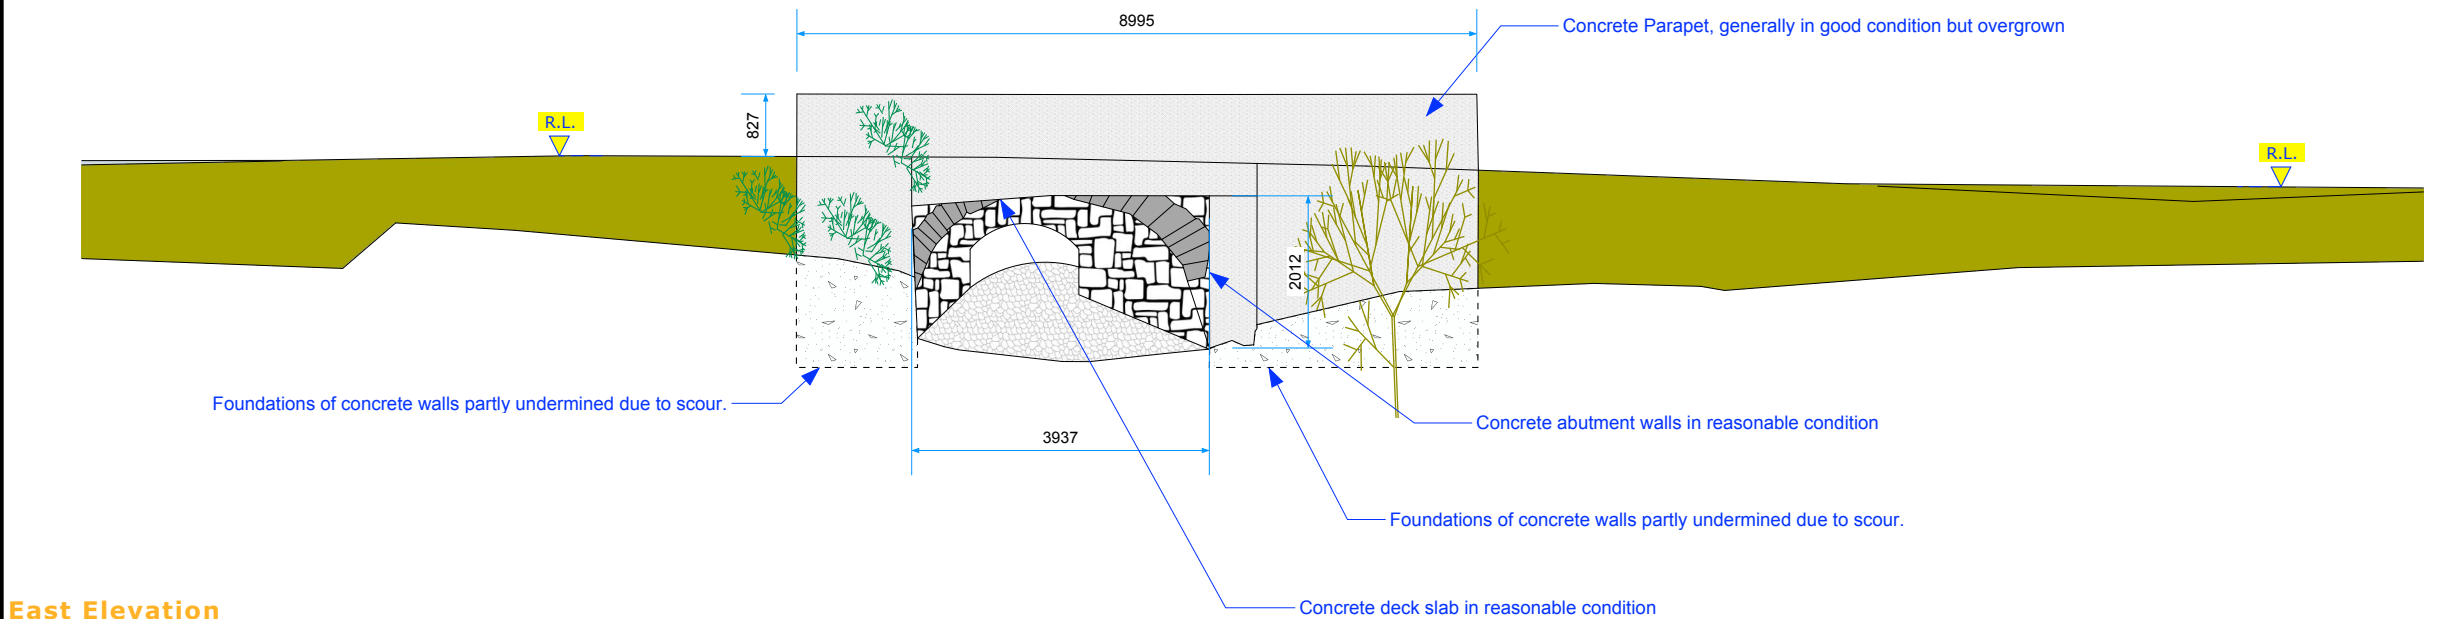 8995
Concrete Parapet, generally in good condition but overgrown
827
R.L.
R.L.
2012
Foundations of concrete walls partly undermined due to scour.
Concrete abutment walls in reasonable condition
3937
Foundations of concrete walls partly undermined due to scour.
Concrete deck slab in reasonable condition
East Elevation